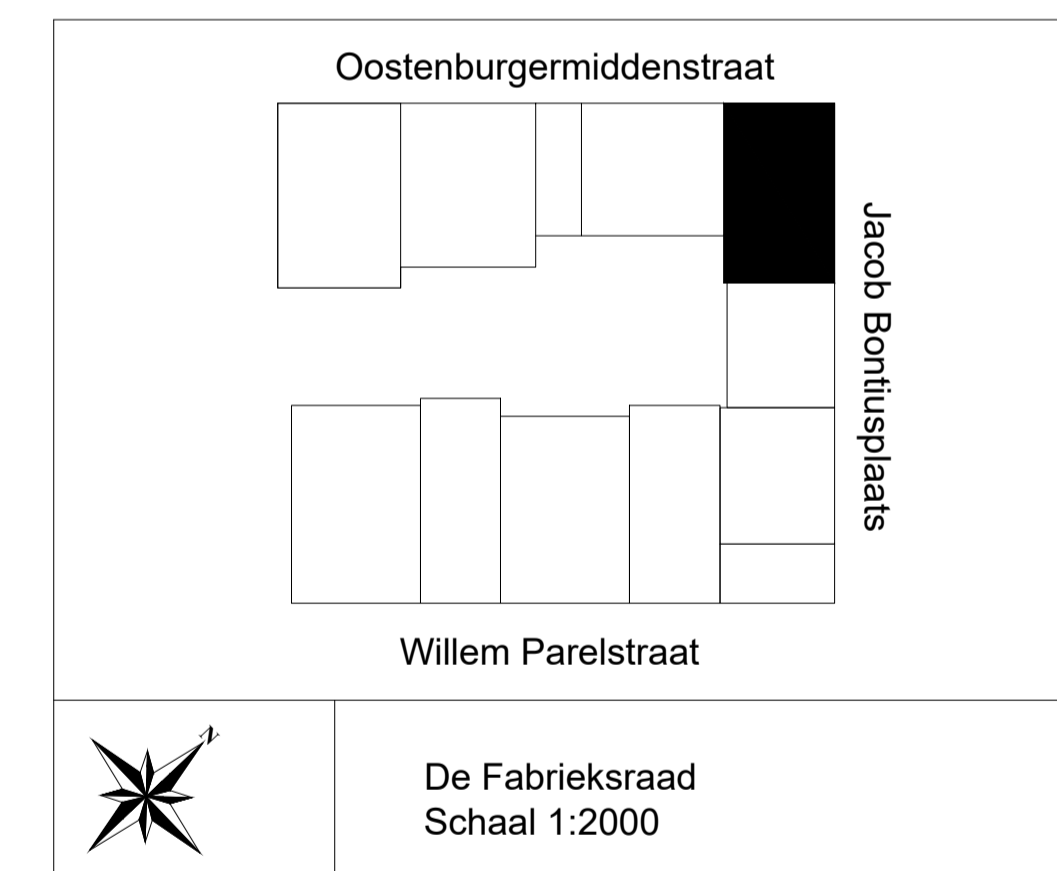 Oostenburgermiddenstraat
Jacob Bontiusplaats
Willem Parelstraat
N
De Fabrieksraad
Schaal 1:2000